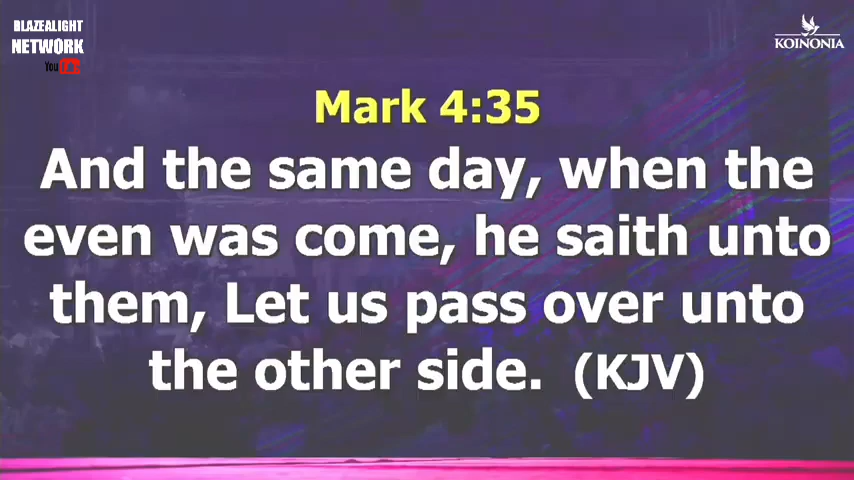 BLAZEALIGHT
NETWORK
YouTube
KOINONIA
Mark 4:35
And the same day, when the
even was come, he saith unto
them, Let us pass over unto
the other side. (KJV)